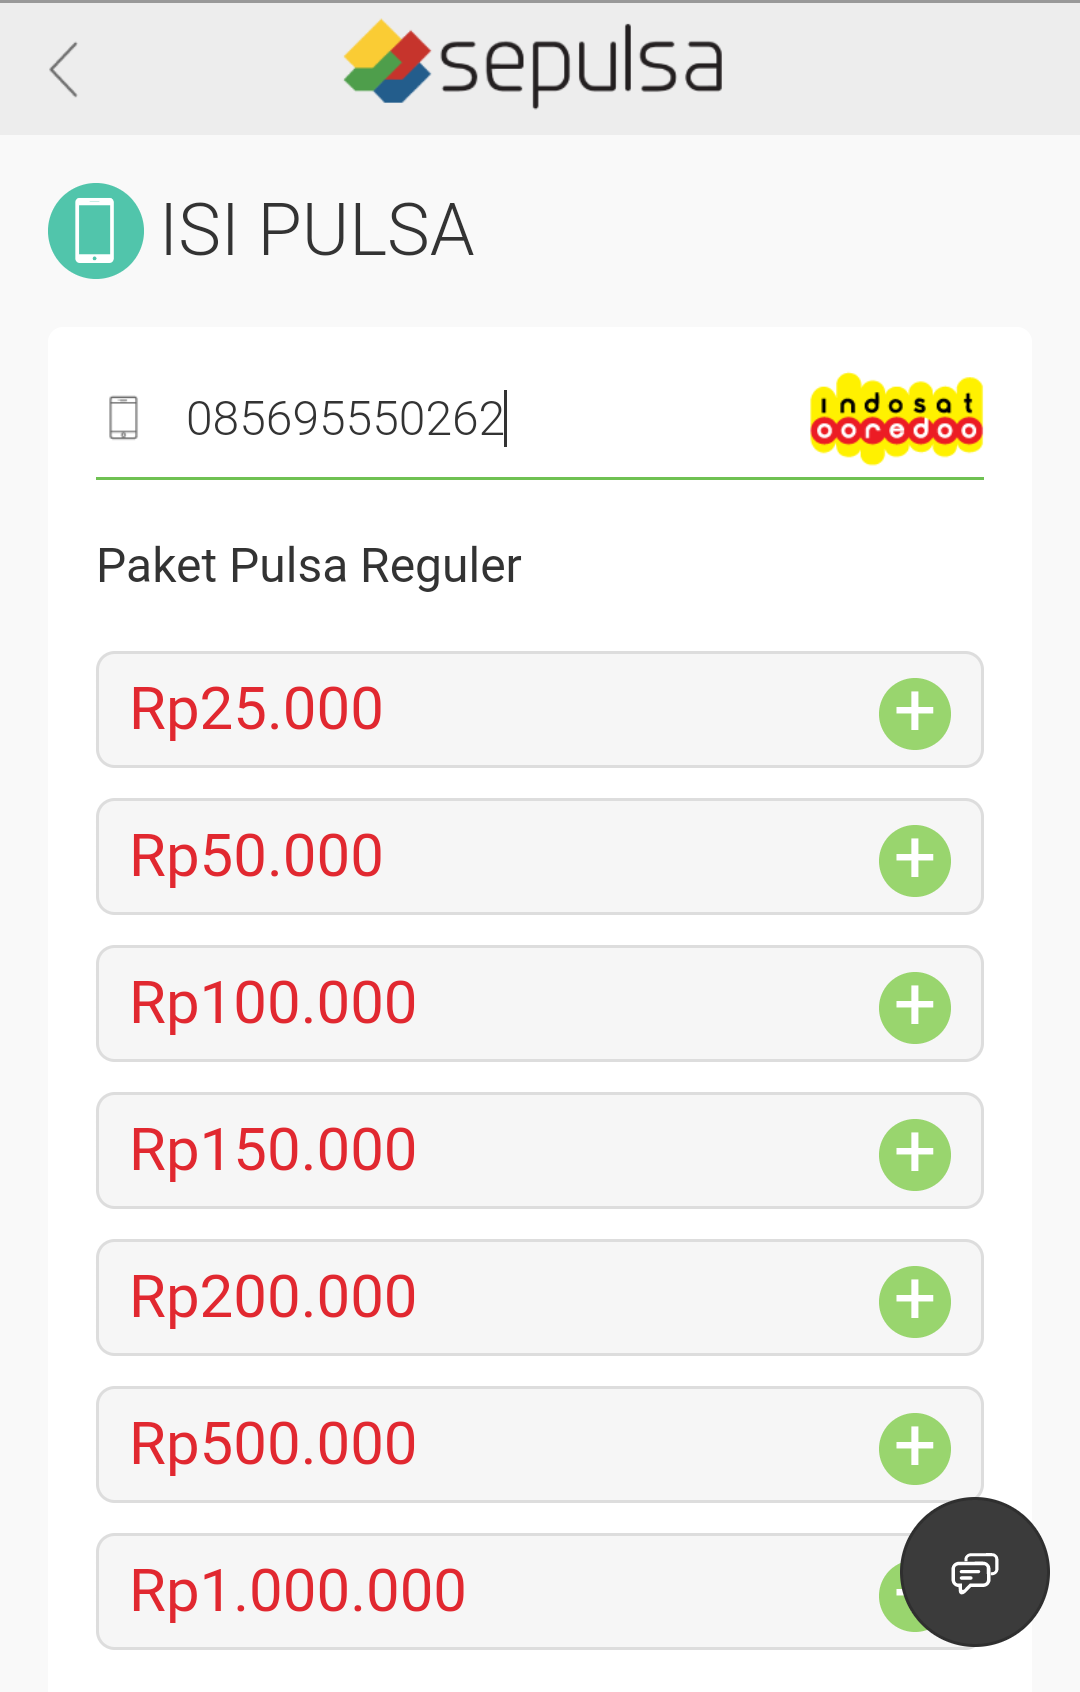 sepulsa
ISI PULSA
085695550262
indosat
ooredoo
Paket Pulsa Reguler
Rp25.000
Rp50.000
Rp100.000
Rp150.000
Rp200.000
Rp500.000
Rp1.000.000